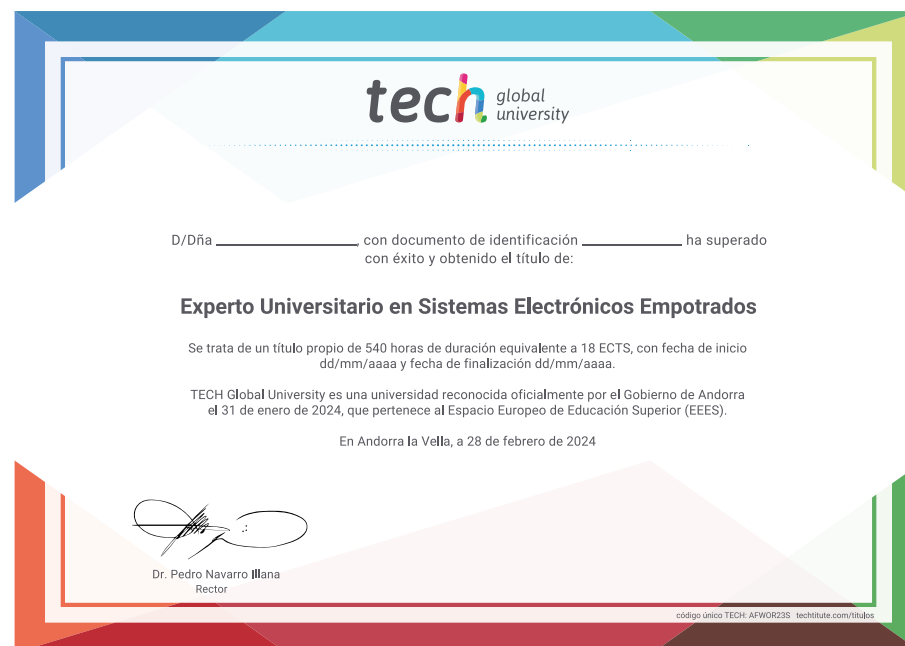 tech global university
D/Dña ______________, con documento de identificación __________ ha superado
con éxito y obtenido el título de:
Experto Universitario en Sistemas Electrónicos Empotrados
Se trata de un título propio de 540 horas de duración equivalente a 18 ECTS, con fecha de inicio
dd/mm/aaaa y fecha de finalización dd/mm/aaaa.
TECH Global University es una universidad reconocida oficialmente por el Gobierno de Andorra
el 31 de enero de 2024, que pertenece al Espacio Europeo de Educación Superior (EEES).
En Andorra la Vella, a 28 de febrero de 2024
Dr. Pedro Navarro Illana
Rector
código único TECH: AFWOR23S techtitute.com/titulos